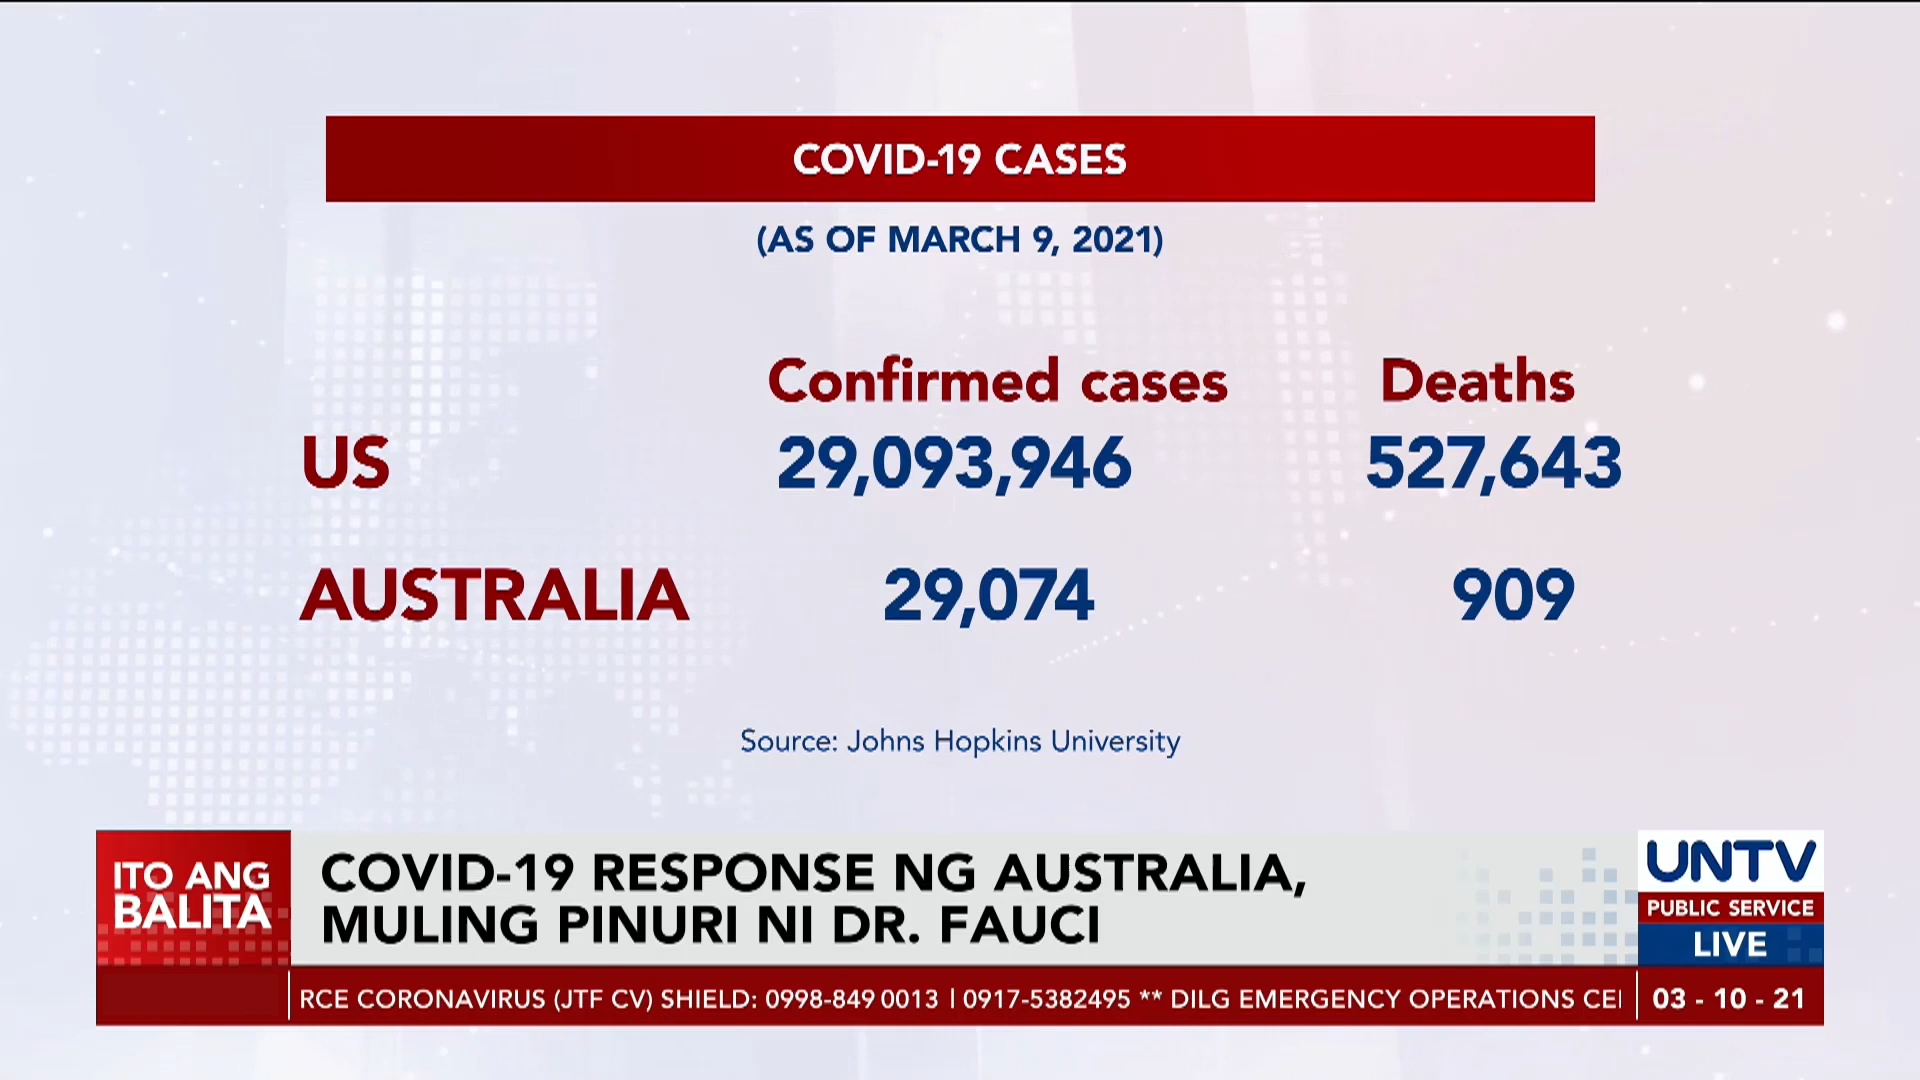 COVID-19 CASES
(AS OF MARCH 9, 2021)
Confirmed cases Deaths
US 29,093,946 527,643
AUSTRALIA 29,074 909
Source: Johns Hopkins University
ITO ANG
BALITA
COVID-19 RESPONSE NG AUSTRALIA,
MULING PINURI NI DR. FAUCI
UNTV
PUBLIC SERVICE
LIVE
RCE CORONAVIRUS (JTF CV) SHIELD: 0998-849 0013 | 0917-5382495 ** DILG EMERGENCY OPERATIONS CE
03 - 10 - 21